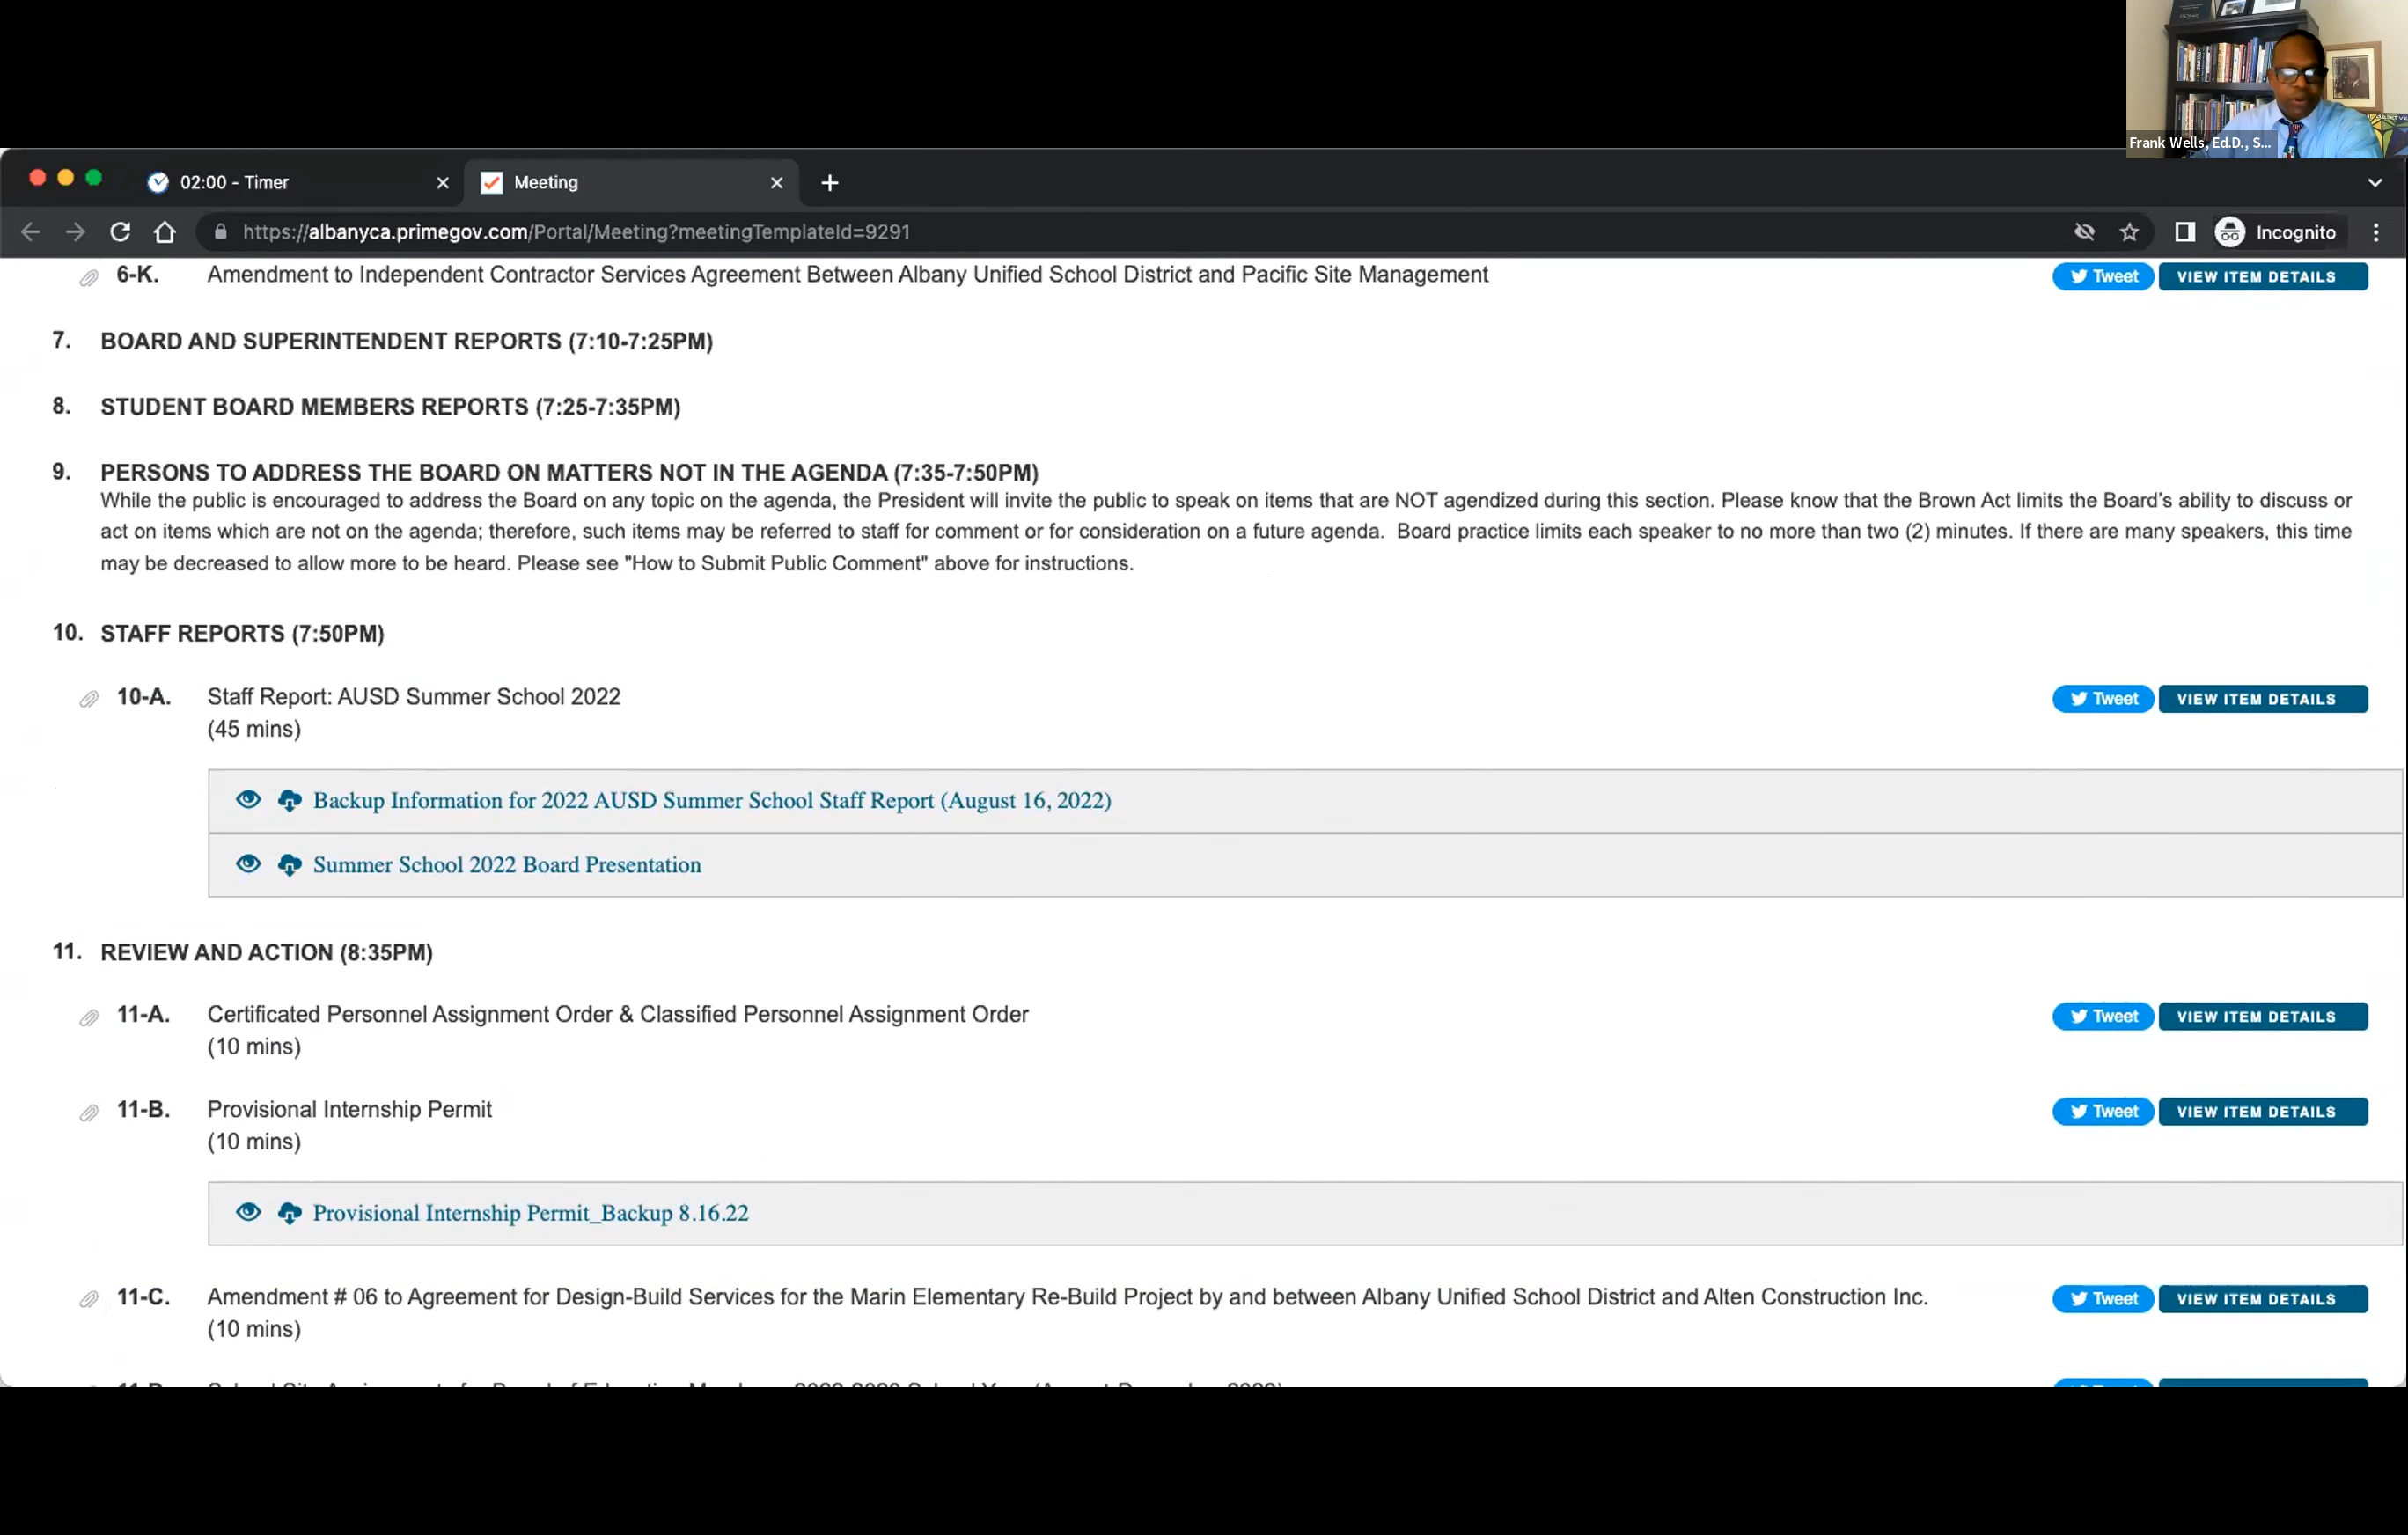 Frank Wells, Ed.D., S...
02:00 - Timer
Meeting
https://albanyca.primegov.com/Portal/Meeting?meetingTemplateId=9291
Incognito
6-K. Amendment to Independent Contractor Services Agreement Between Albany Unified School District and Pacific Site Management Tweet VIEW ITEM DETAILS
7. BOARD AND SUPERINTENDENT REPORTS (7:10-7:25PM)
8. STUDENT BOARD MEMBERS REPORTS (7:25-7:35PM)
9. PERSONS TO ADDRESS THE BOARD ON MATTERS NOT IN THE AGENDA (7:35-7:50PM)
While the public is encouraged to address the Board on any topic on the agenda, the President will invite the public to speak on items that are NOT agendized during this section. Please know that the Brown Act limits the Board's ability to discuss or
act on items which are not on the agenda; therefore, such items may be referred to staff for comment or for consideration on a future agenda. Board practice limits each speaker to no more than two (2) minutes. If there are many speakers, this time
may be decreased to allow more to be heard. Please see "How to Submit Public Comment" above for instructions.
10. STAFF REPORTS (7:50PM)
10-A. Staff Report: AUSD Summer School 2022 Tweet VIEW ITEM DETAILS
(45 mins)
Backup Information for 2022 AUSD Summer School Staff Report (August 16, 2022)
Summer School 2022 Board Presentation
11. REVIEW AND ACTION (8:35PM)
11-A. Certificated Personnel Assignment Order & Classified Personnel Assignment Order Tweet VIEW ITEM DETAILS
(10 mins)
11-B. Provisional Internship Permit Tweet VIEW ITEM DETAILS
(10 mins)
Provisional Internship Permit_Backup 8.16.22
11-C. Amendment # 06 to Agreement for Design-Build Services for the Marin Elementary Re-Build Project by and between Albany Unified School District and Alten Construction Inc. Tweet VIEW ITEM DETAILS
(10 mins)